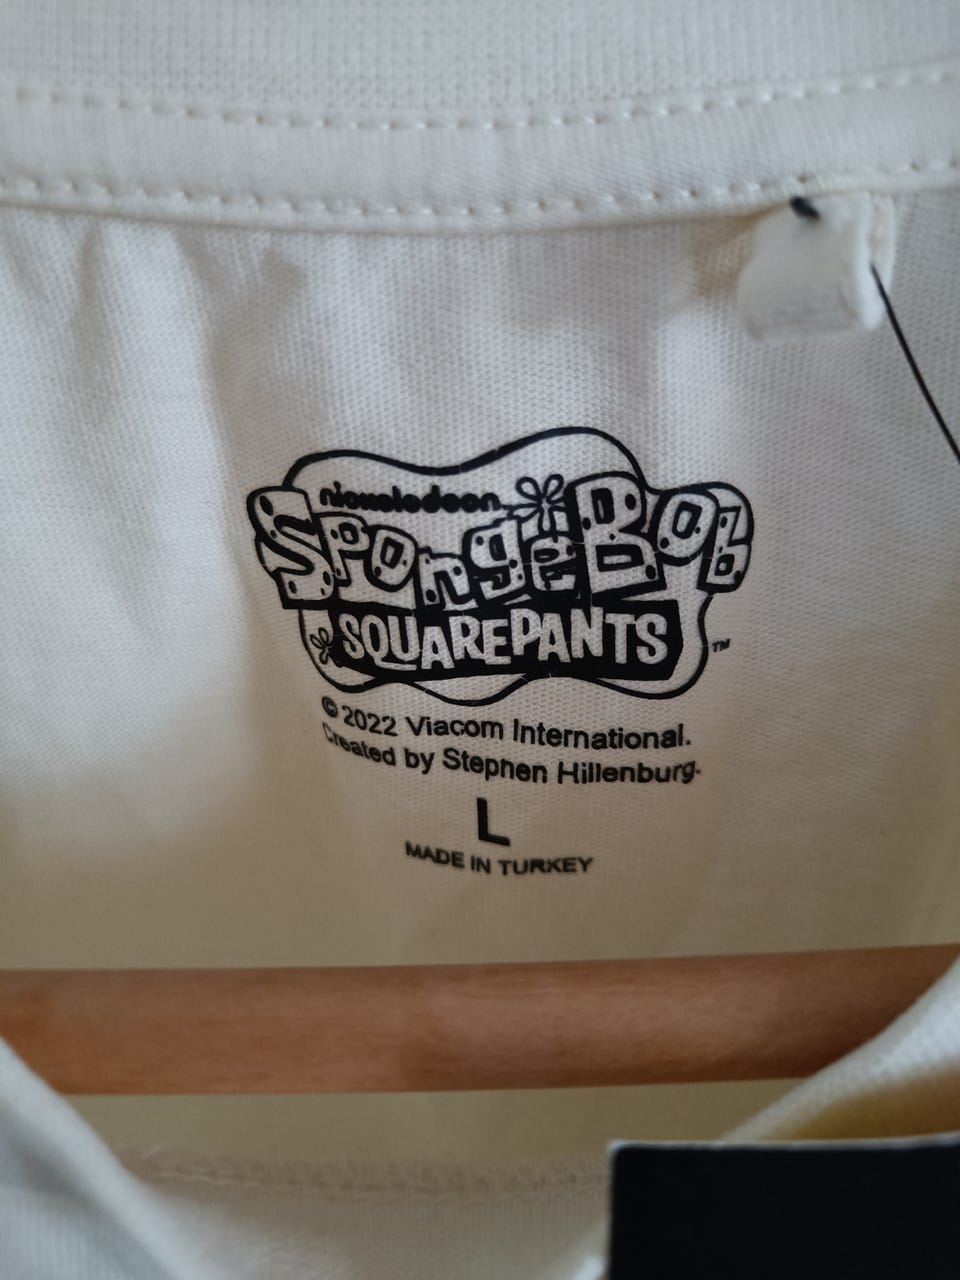 nickelodeon
SPongeBoB
SQUAREPANTS
TM
© 2022 Viacom International.
Created by Stephen Hillenburg.
L
MADE IN TURKEY